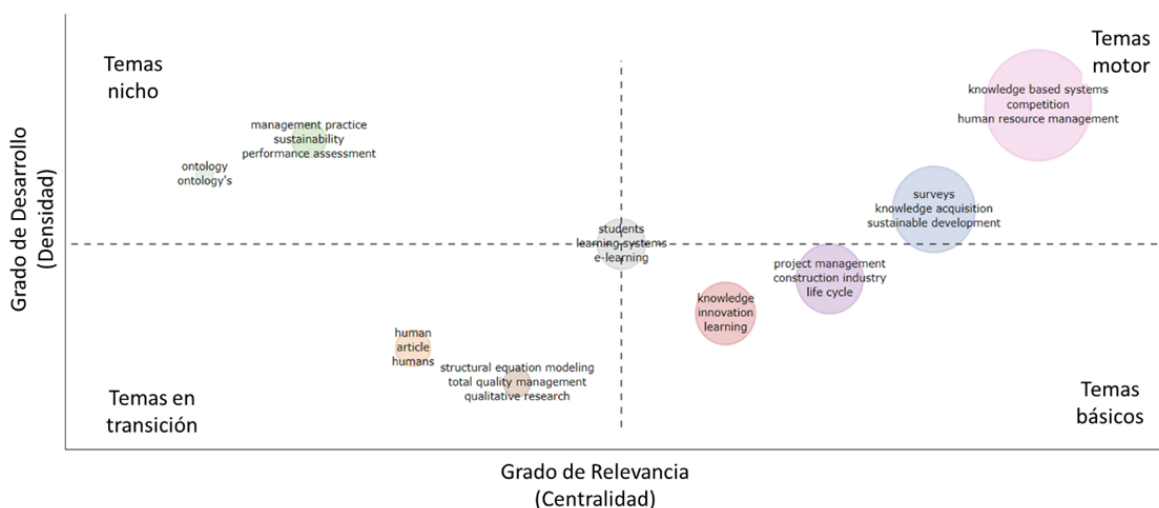 Temas
nicho
Temas
motor
knowledge based systems
competition
human resource management
management practice
sustainability
performance assessment
ontology
ontology's
surveys
knowledge acquisition
sustainable development
students
learning systems
e-learning
project management
construction industry
life cycle
knowledge
innovation
learning
human
article
humans
structural equation modeling
total quality management
qualitative research
Temas en
transición
Temas
básicos
Grado de Desarrollo
(Densidad)
Grado de Relevancia
(Centralidad)